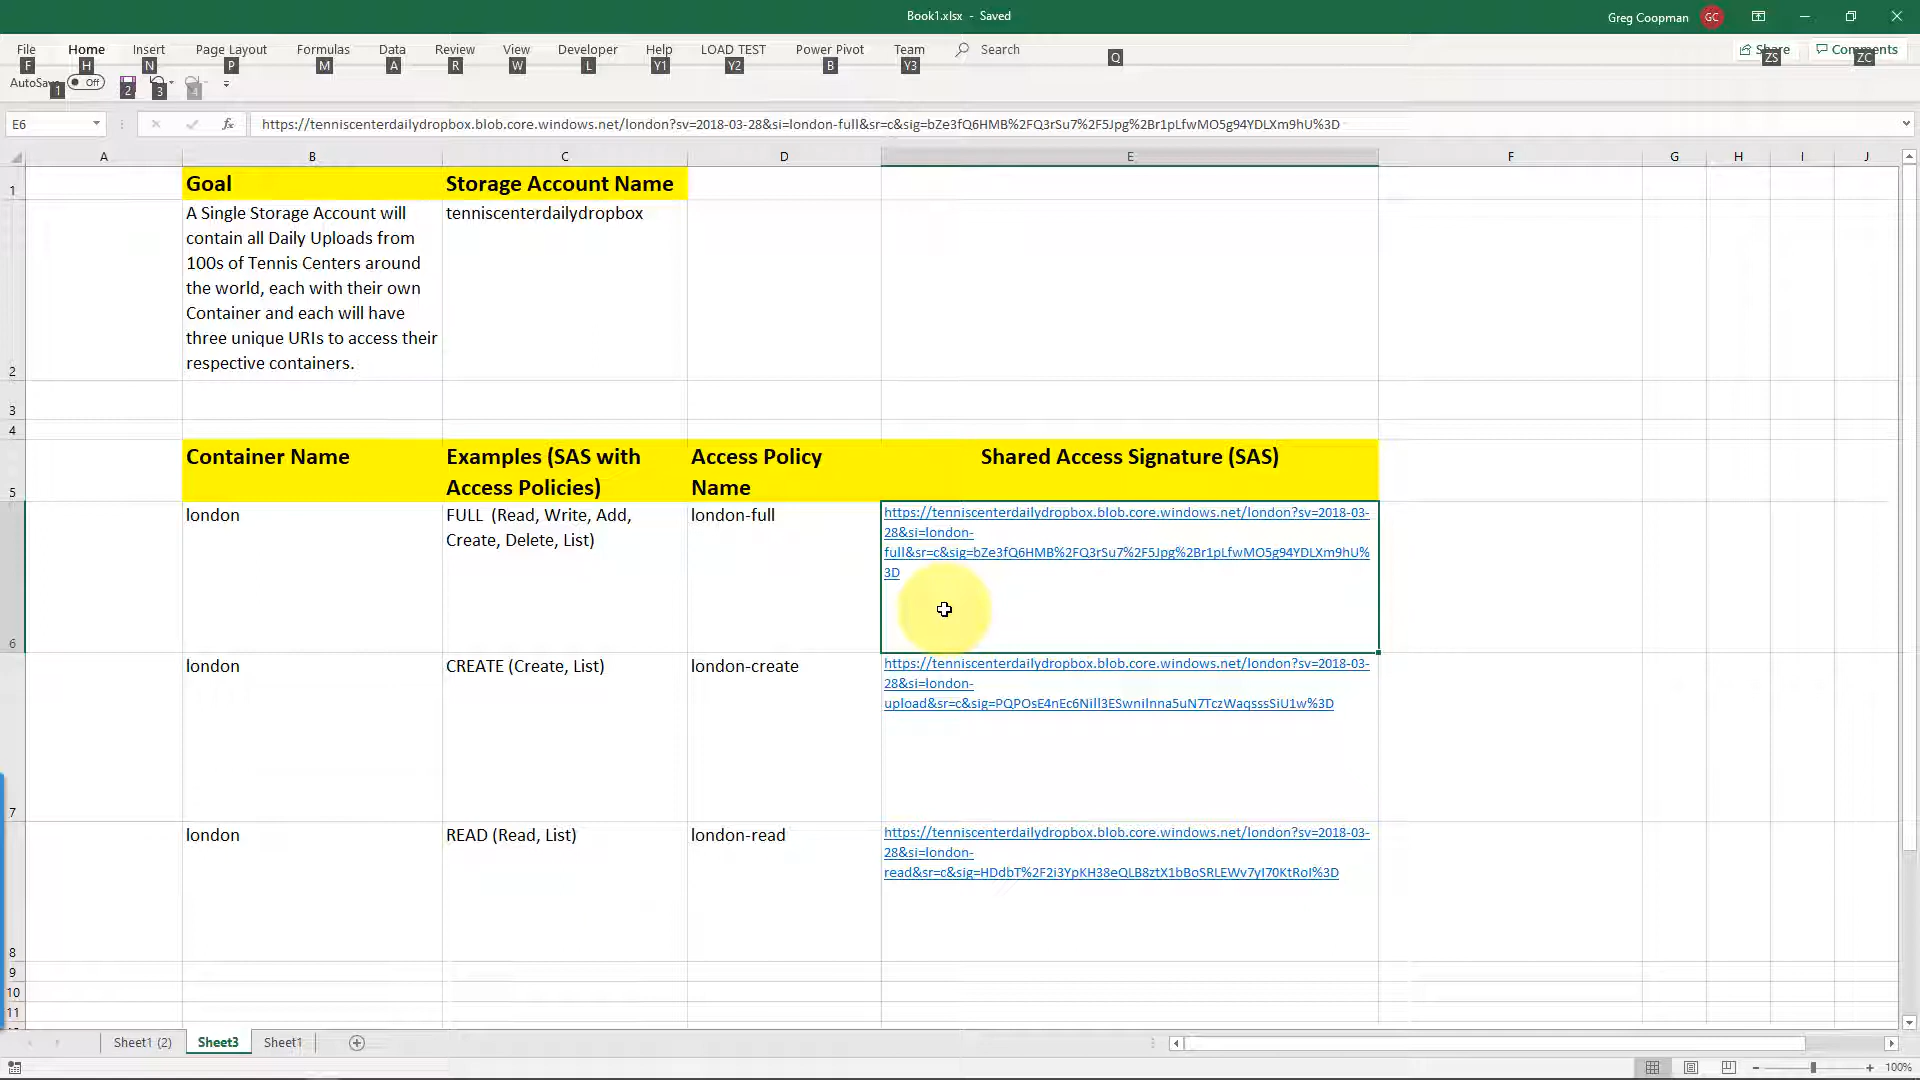 Book1.xlsx - Saved
Greg Coopman
GC
File Home Insert Page Layout Formulas Data Review View Developer Help LOAD TEST Power Pivot Team Search Share Comments
F H N P M A R W L Y1 Y2 B Y3 Q ZS ZC
AutoSave Off
1 2 3 4
E6
fx
https://tenniscenterdailydropbox.blob.core.windows.net/london?sv=2018-03-28&si=london-full&sr=c&sig=bZe3fQ6HMB%2FQ3rSu7%2F5Jpg%2Br1pLfwMO5g94YDLXm9hU%3D
A B C D E F G H I J
1
Goal
Storage Account Name
A Single Storage Account will
contain all Daily Uploads from
100s of Tennis Centers around
the world, each with their own
Container and each will have
three unique URIs to access their
respective containers.
tenniscenterdailydropbox
2
3
4
Container Name
Examples (SAS with
Access Policies)
Access Policy
Name
Shared Access Signature (SAS)
5
london
FULL (Read, Write, Add,
Create, Delete, List)
london-full
https://tenniscenterdailydropbox.blob.core.windows.net/london?sv=2018-03-
28&si=london-
full&sr=c&sig=bZe3fQ6HMB%2FQ3rSu7%2F5Jpg%2Br1pLfwMO5g94YDLXm9hU%
3D
6
london
CREATE (Create, List)
london-create
https://tenniscenterdailydropbox.blob.core.windows.net/london?sv=2018-03-
28&si=london-
upload&sr=c&sig=PQPOsE4nEc6Nill3ESwnilnna5uN7TczWaqsssSiU1w%3D
7
london
READ (Read, List)
london-read
https://tenniscenterdailydropbox.blob.core.windows.net/london?sv=2018-03-
28&si=london-
read&sr=c&sig=HDdbT%2F2i3YpKH38eQLB8ztX1bBoSRLEWv7yI70KtRoI%3D
8
9
10
11
Sheet1 (2) Sheet3 Sheet1
100%